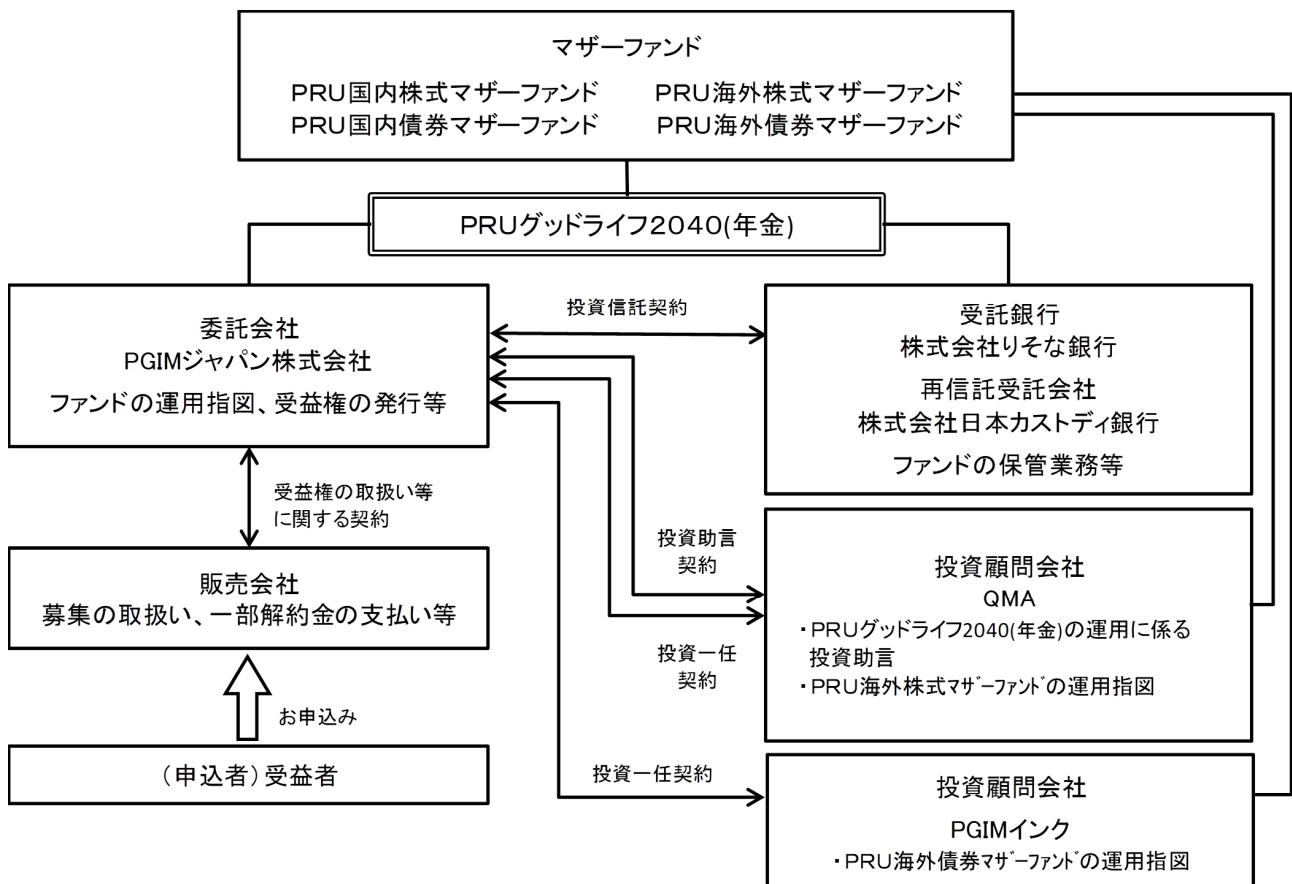 マザーファンド
PRU国内株式マザーファンド PRU海外株式マザーファンド
PRU国内債券マザーファンド PRU海外債券マザーファンド
PRUグッドライフ2040(年金)
委託会社
PGIMジャパン株式会社
ファンドの運用指図、受益権の発行等
投資信託契約
受託銀行
株式会社りそな銀行
再信託受託会社
株式会社日本カストディ銀行
ファンドの保管業務等
受益権の取扱い等
に関する契約
販売会社
募集の取扱い、一部解約金の支払い等
お申込み
(申込者)受益者
投資助言
契約
投資一任
契約
投資顧問会社
QMA
・PRUグッドライフ2040(年金)の運用に係る
投資助言
・PRU海外株式マザーファンドの運用指図
投資一任契約
投資顧問会社
PGIMインク
・PRU海外債券マザーファンドの運用指図